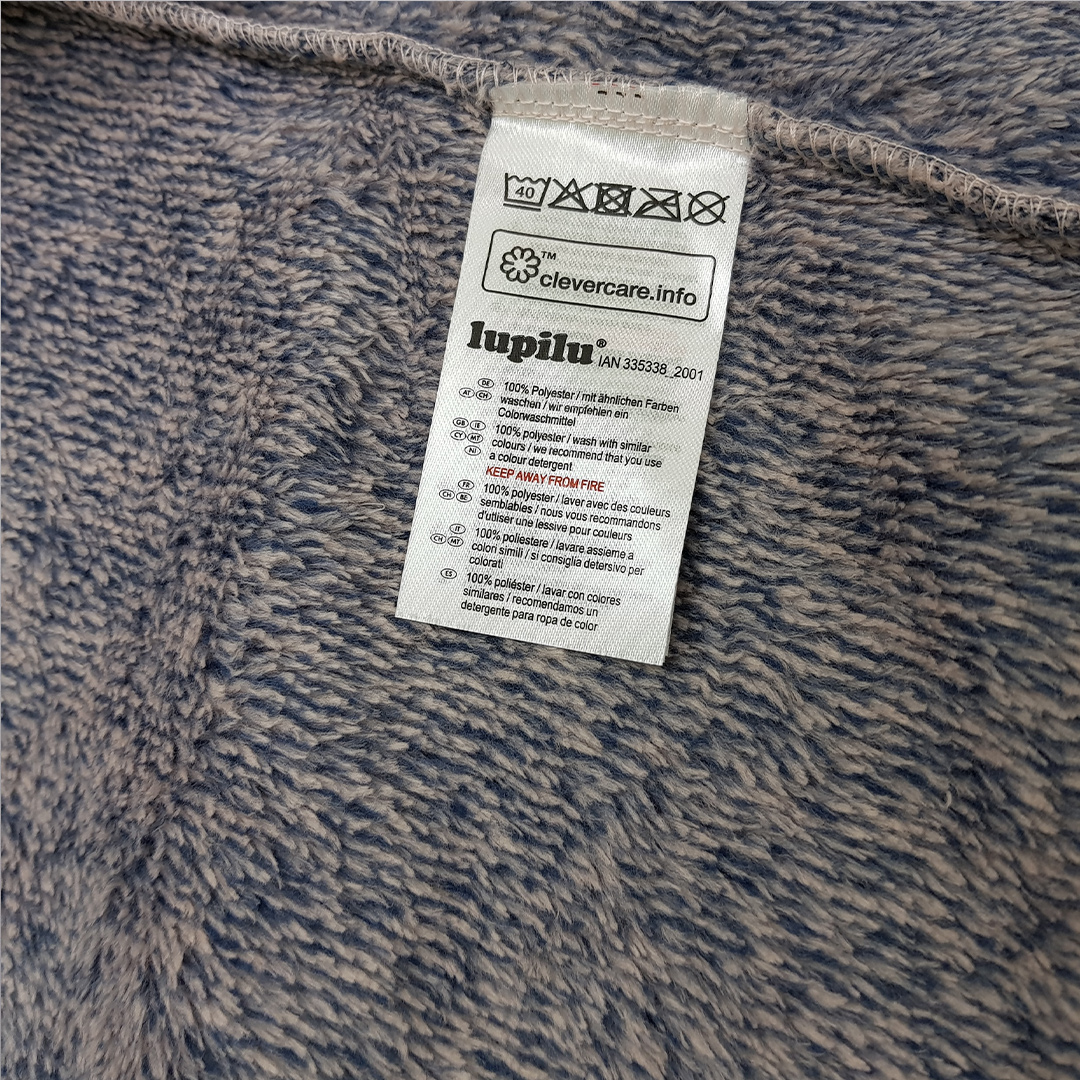 40
™
clevercare.info
lupilu® IAN 335338_2001
DE AT CH 100% Polyester / mit ähnlichen Farben
waschen / wir empfehlen ein
Colorwaschmittel
GB IE CY MT NI 100% polyester / wash with similar
colours / we recommend that you use
a colour detergent
KEEP AWAY FROM FIRE
FR CH BE 100% polyester / laver avec des couleurs
semblables / nous vous recommandons
d'utliser une lessive pour couleurs
IT CH MT 100% poliestere / lavare assieme a
colori simili / si consiglia detersivo per
colorati
ES 100% poliéster / lavar con colores
similares / recomendamos un
detergente para ropa de color